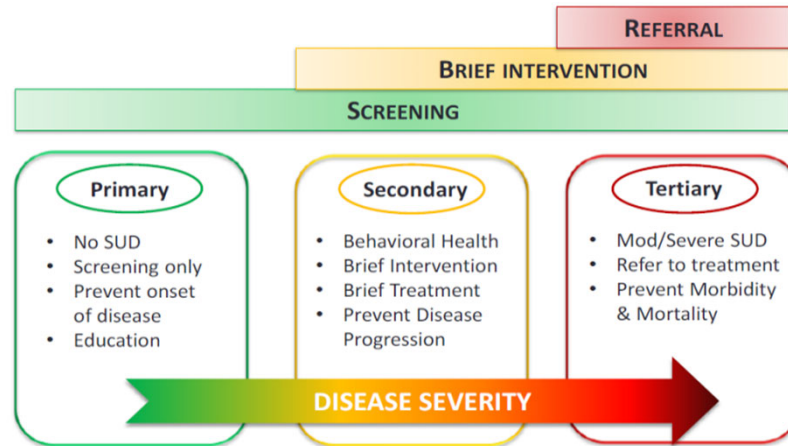 REFERRAL
BRIEF INTERVENTION
SCREENING
Primary
• No SUD
• Screening only
• Prevent onset
of disease
• Education
Secondary
• Behavioral Health
• Brief Intervention
• Brief Treatment
• Prevent Disease
Progression
Tertiary
• Mod/Severe SUD
• Refer to treatment
• Prevent Morbidity
& Mortality
DISEASE SEVERITY